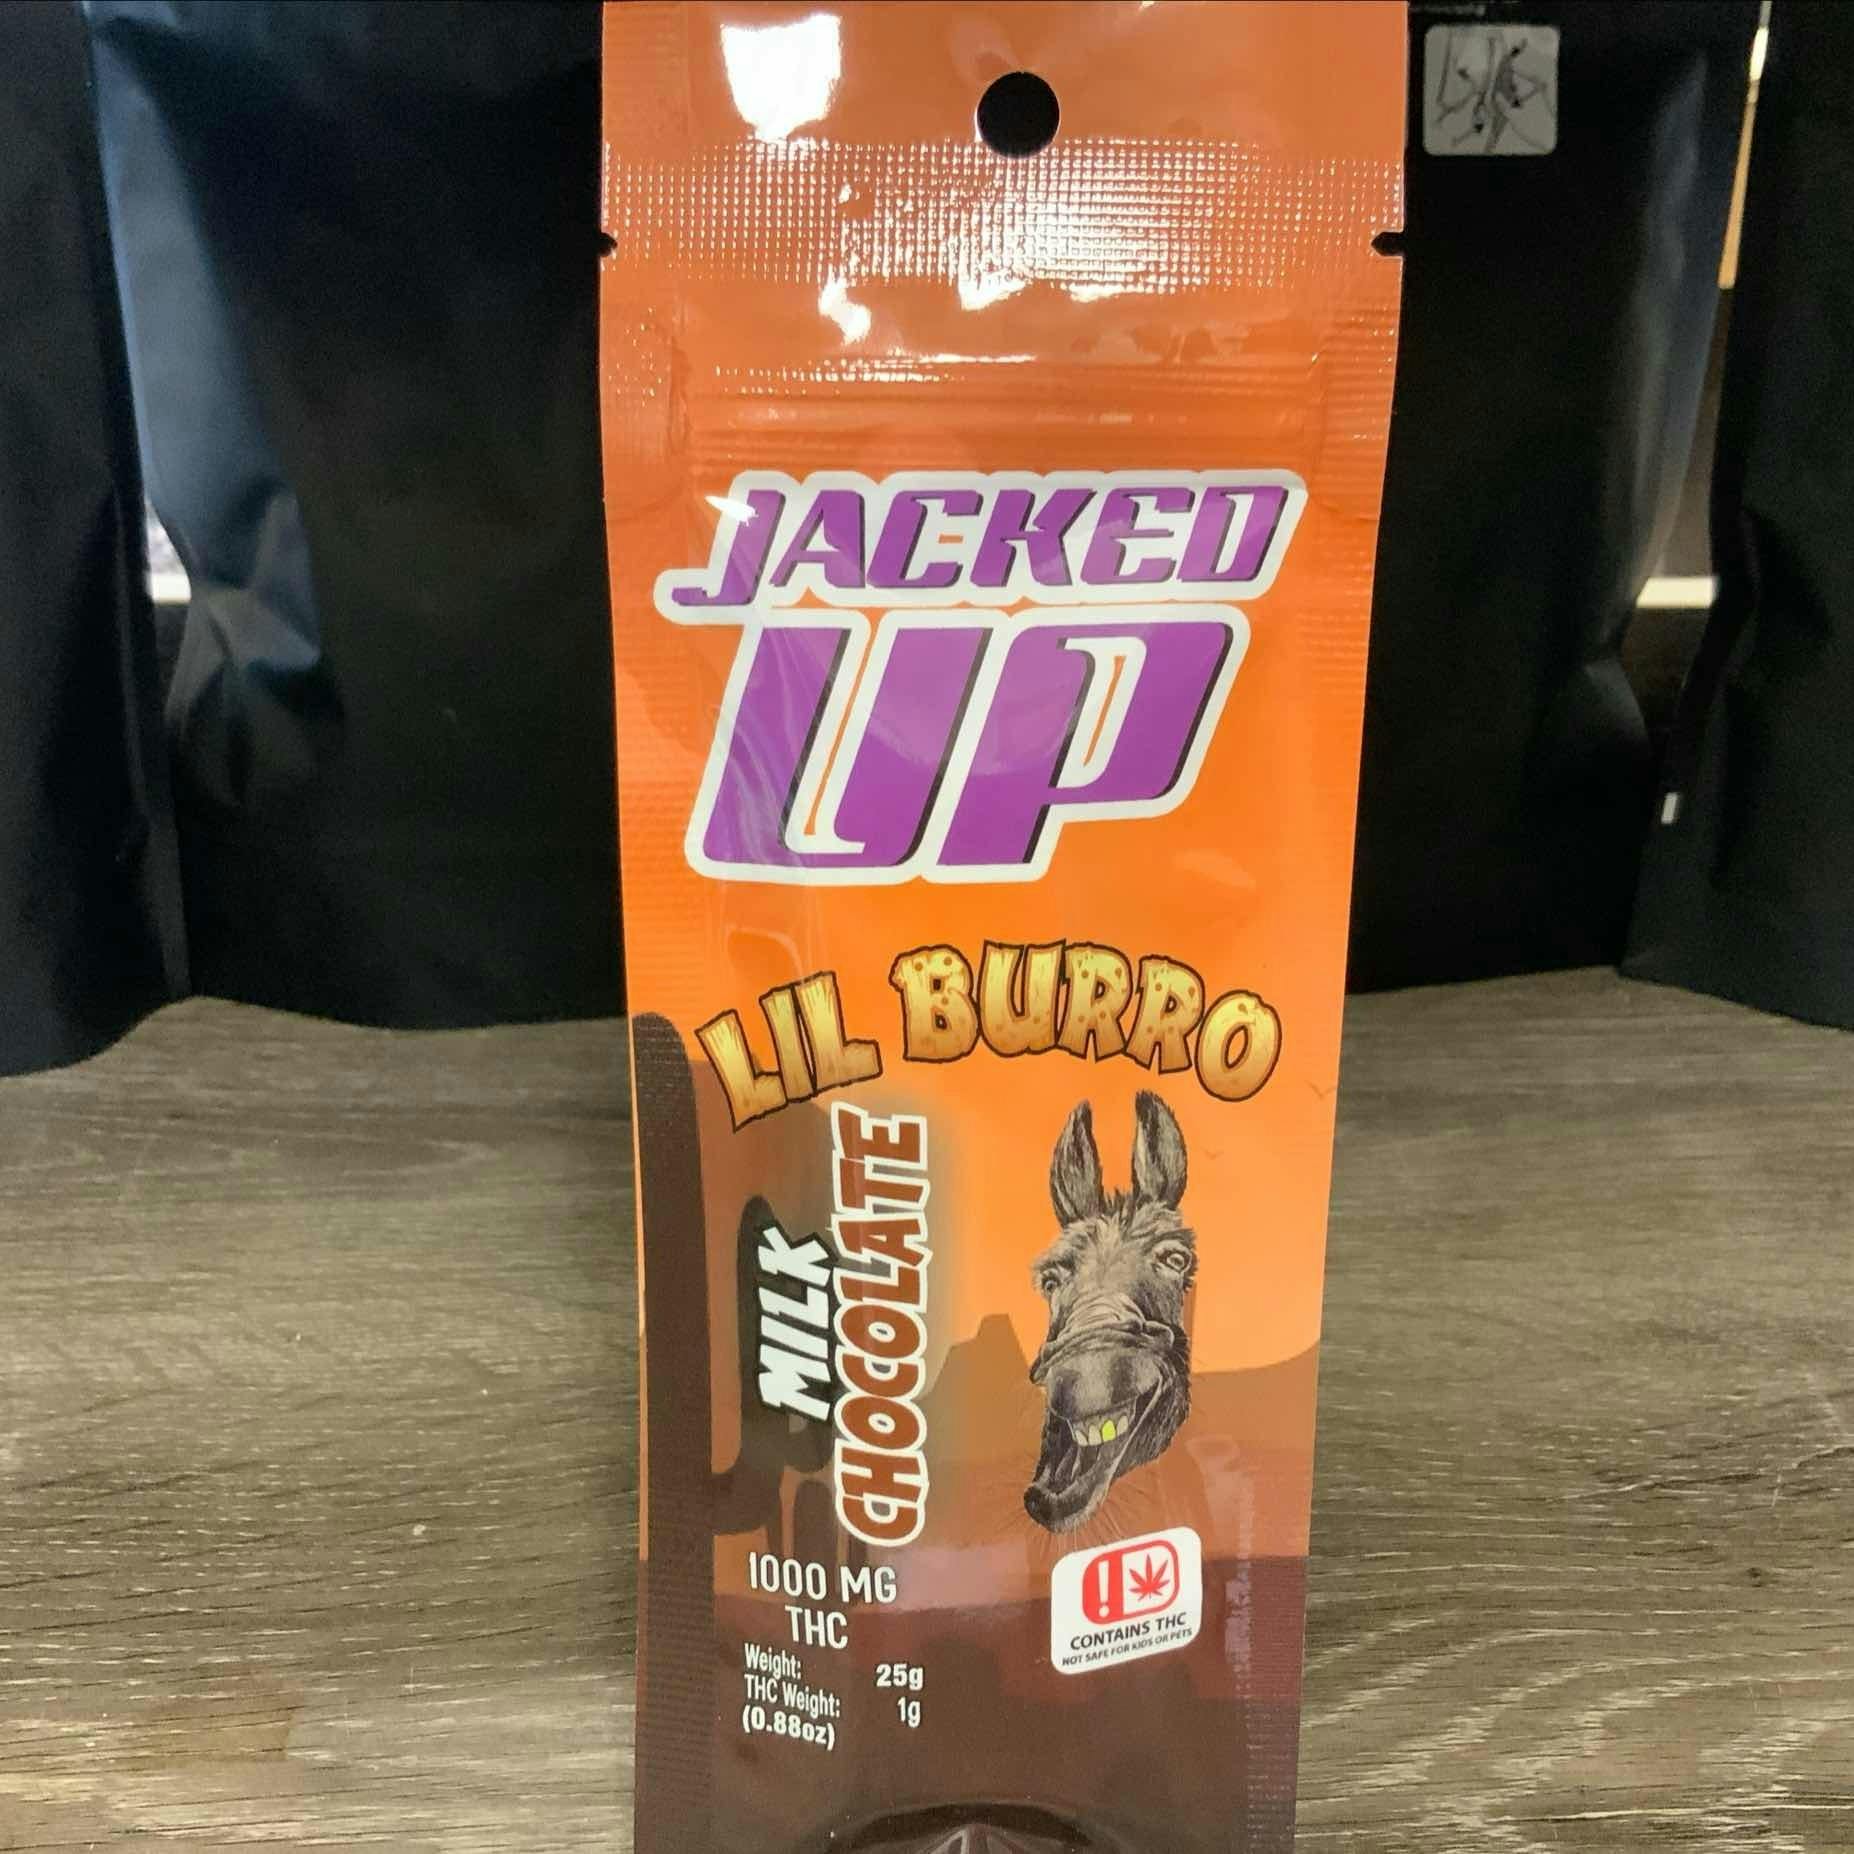 JACKED
UP
LIL BURRO
MILK
CHOCOLATE
1000 MG
THC
Weight: 25g
THC Weight: 1g
(0.88oz)
!
CONTAINS THC
NOT SAFE FOR KIDS OR PETS